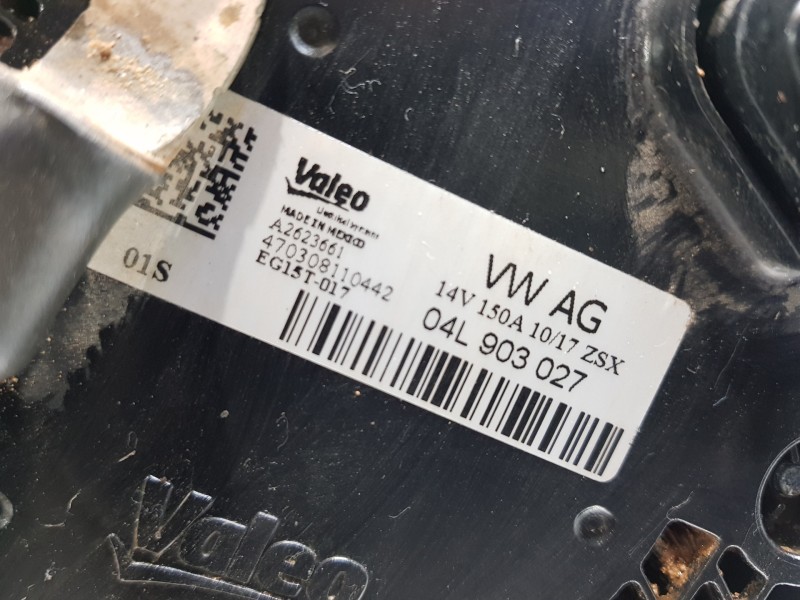 Valeo
MADE IN MEXICO
A2623661
470308110442
EG15T-017
01S
VW AG
14V 150A 10/17 ZSX
04L 903 027
Valeo